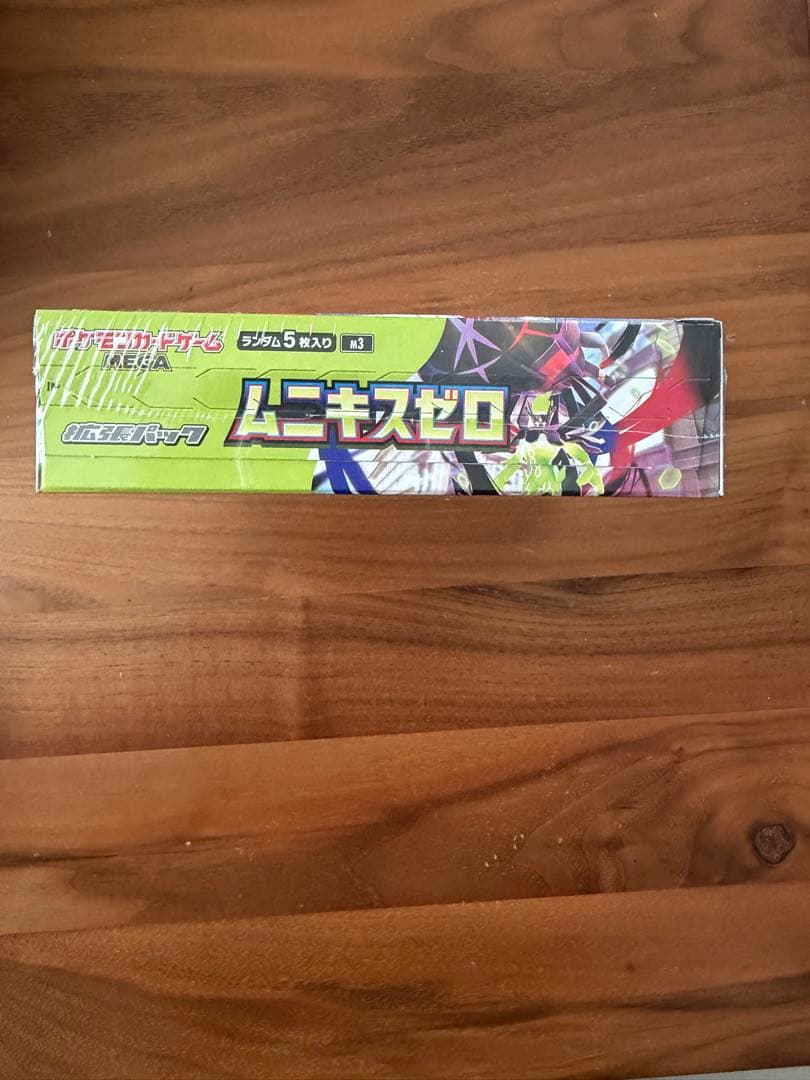 ポケモンカードゲーム
MEGA
ランダム5枚入り
M3
拡張パック
ムニキスゼロ